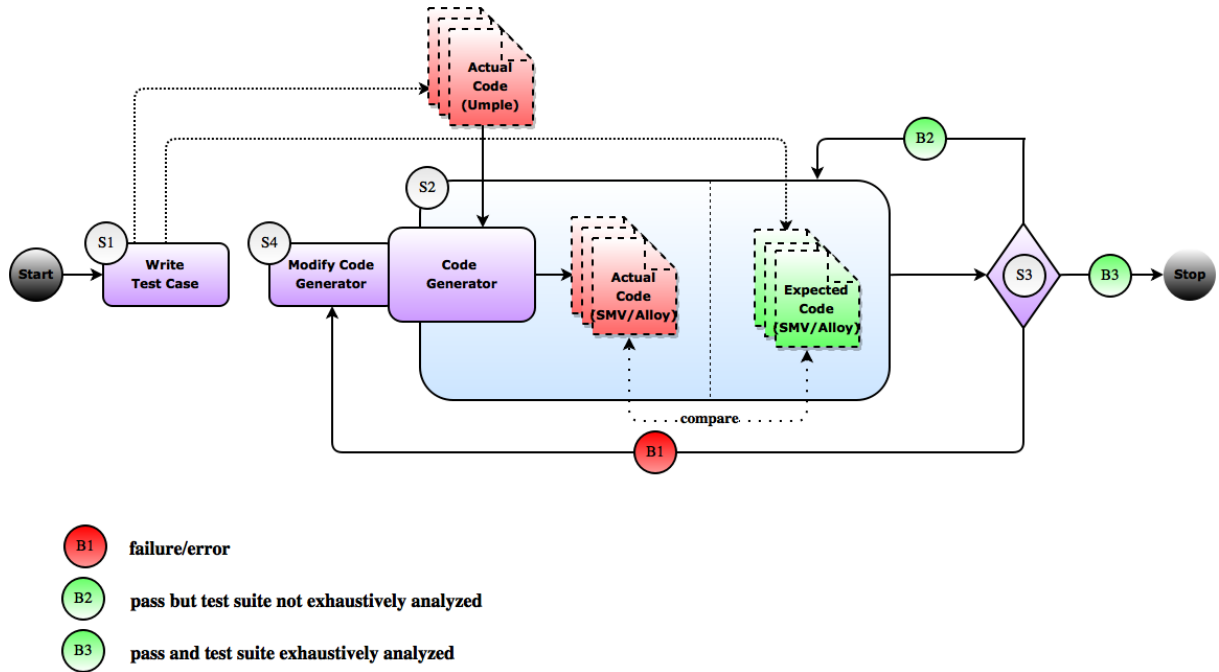 Actual
Code
(Umple)
B2
S2
S1
S4
Start
Write
Test Case
Modify Code
Generator
Code
Generator
Actual
Code
(SMV/Alloy)
Expected
Code
(SMV/Alloy)
S3
B3
Stop
compare
B1
B1 failure/error
B2 pass but test suite not exhaustively analyzed
B3 pass and test suite exhaustively analyzed